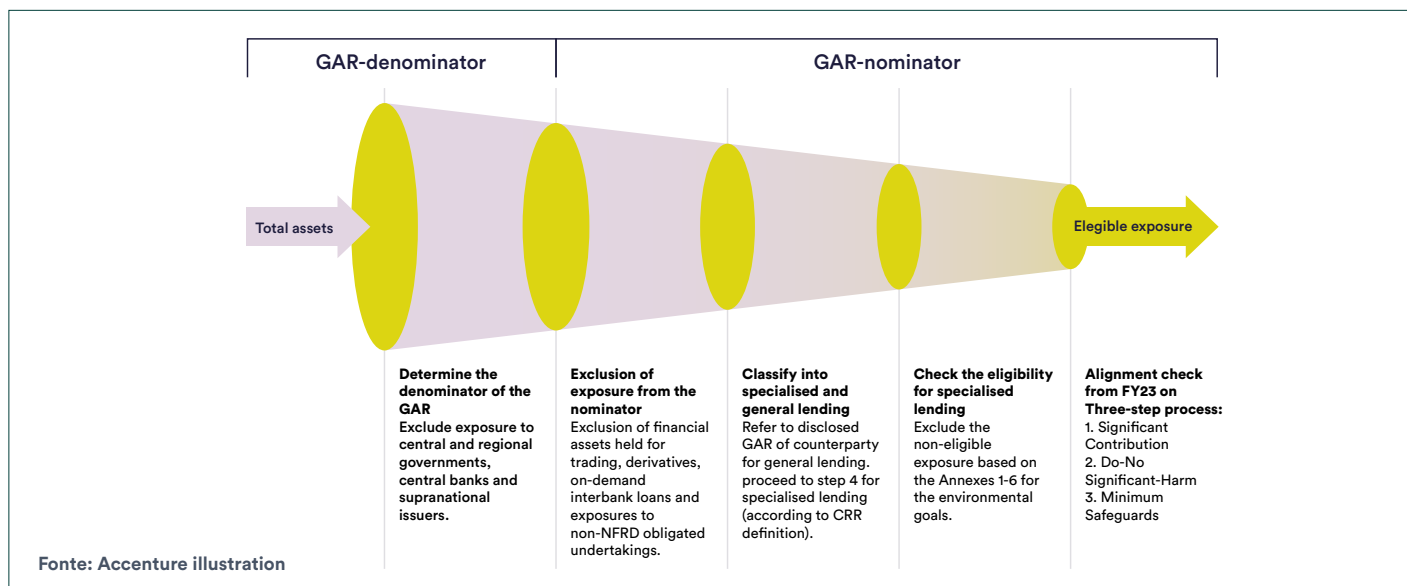 GAR-denominator
GAR-nominator
Total assets
Elegible exposure
Determine the
denominator of the
GAR
Exclude exposure to
central and regional
governments,
central banks and
supranational
issuers.
Exclusion of
exposure from the
nominator
Exclusion of financial
assets held for
trading, derivatives,
on-demand
interbank loans and
exposures to
non-NFRD obligated
undertakings.
Classify into
specialised and
general lending
Refer to disclosed
GAR of counterparty
for general lending.
proceed to step 4 for
specialised lending
(according to CRR
definition).
Check the eligibility
for specialised
lending
Exclude the
non-eligible
exposure based on
the Annexes 1-6 for
the environmental
goals.
Alignment check
from FY23 on
Three-step process:
1. Significant
Contribution
2. Do-No
Significant-Harm
3. Minimum
Safeguards
Fonte: Accenture illustration